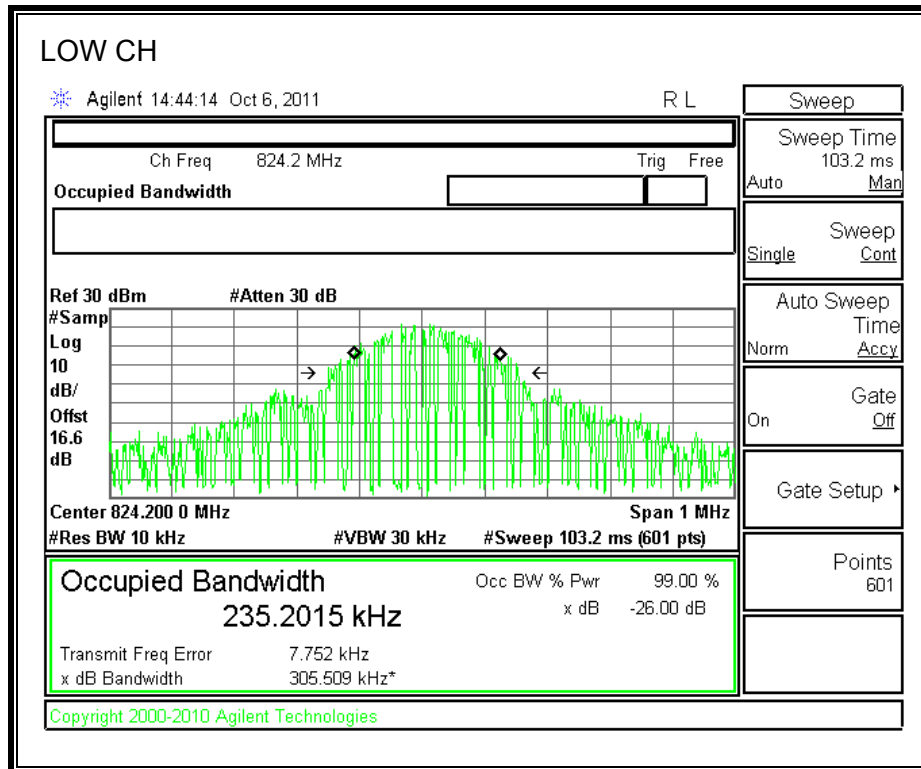 LOW CH
Agilent 14:44:14 Oct 6, 2011 R L
Ch Freq 824.2 MHz Trig Free
Occupied Bandwidth
Ref 30 dBm #Atten 30 dB
#Samp
Log
10
dB/
Offst
16.6
dB
Center 824.200 0 MHz Span 1 MHz
#Res BW 10 kHz #VBW 30 kHz #Sweep 103.2 ms (601 pts)
Occupied Bandwidth Occ BW % Pwr 99.00 %
235.2015 kHz x dB -26.00 dB
Transmit Freq Error 7.752 kHz
x dB Bandwidth 305.509 kHz*
Copyright 2000-2010 Agilent Technologies
Sweep
Sweep Time
103.2 ms
Auto Man
Sweep
Single Cont
Auto Sweep
Time
Norm Accy
Gate
On Off
Gate Setup
Points
601